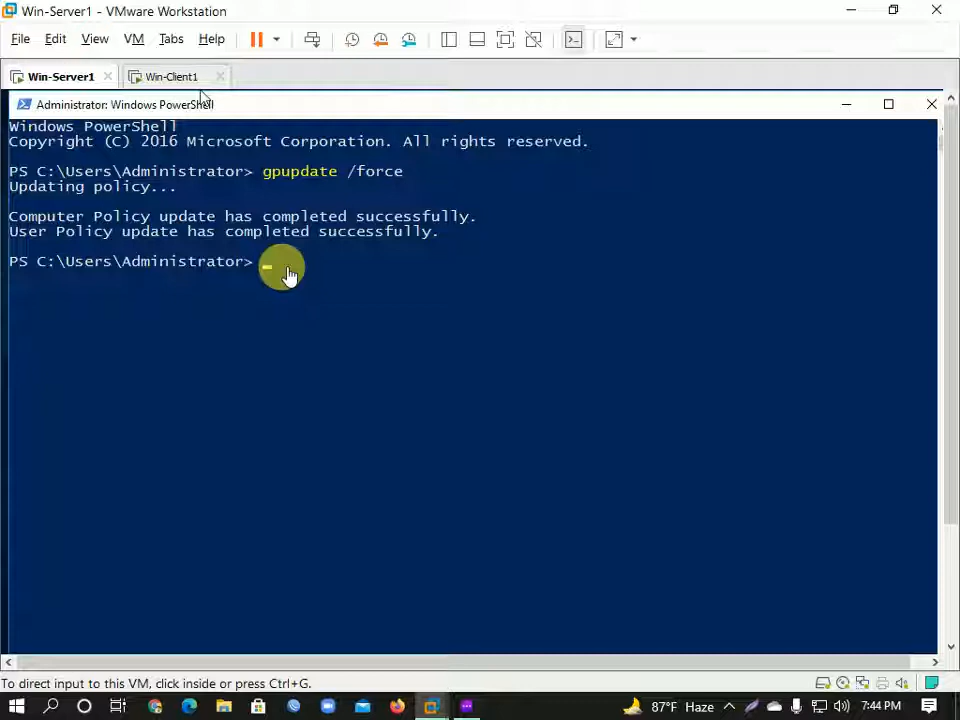 Win-Server1 - VMware Workstation
File Edit View VM Tabs Help
Win-Server1 Win-Client1
Administrator: Windows PowerShell
Windows PowerShell
Copyright (C) 2016 Microsoft Corporation. All rights reserved.
PS C:\Users\Administrator> gpupdate /force
Updating policy...
Computer Policy update has completed successfully.
User Policy update has completed successfully.
PS C:\Users\Administrator>
To direct input to this VM, click inside or press Ctrl+G.
87°F Haze 7:44 PM